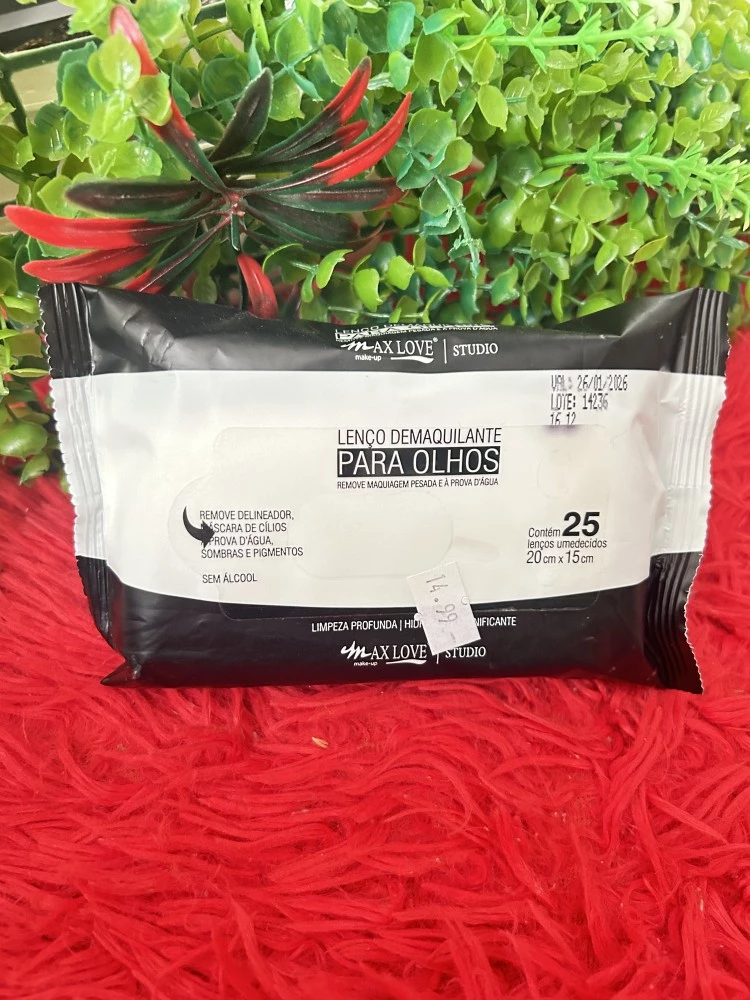 MAX LOVE® | STUDIO
make-up
VAL: 26/01/2026
LOTE: 14236
16 12
LENÇO DEMAQUILANTE
PARA OLHOS
REMOVE MAQUIAGEM PESADA E À PROVA D'ÁGUA
REMOVE DELINEADOR,
MÁSCARA DE CÍLIOS
PROVA D'ÁGUA,
SOMBRAS E PIGMENTOS
SEM ÁLCOOL
Contém 25
lenços umedecidos
20 cm x 15 cm
14.99
LIMPEZA PROFUNDA |
MAX LOVE | STUDIO
make-up